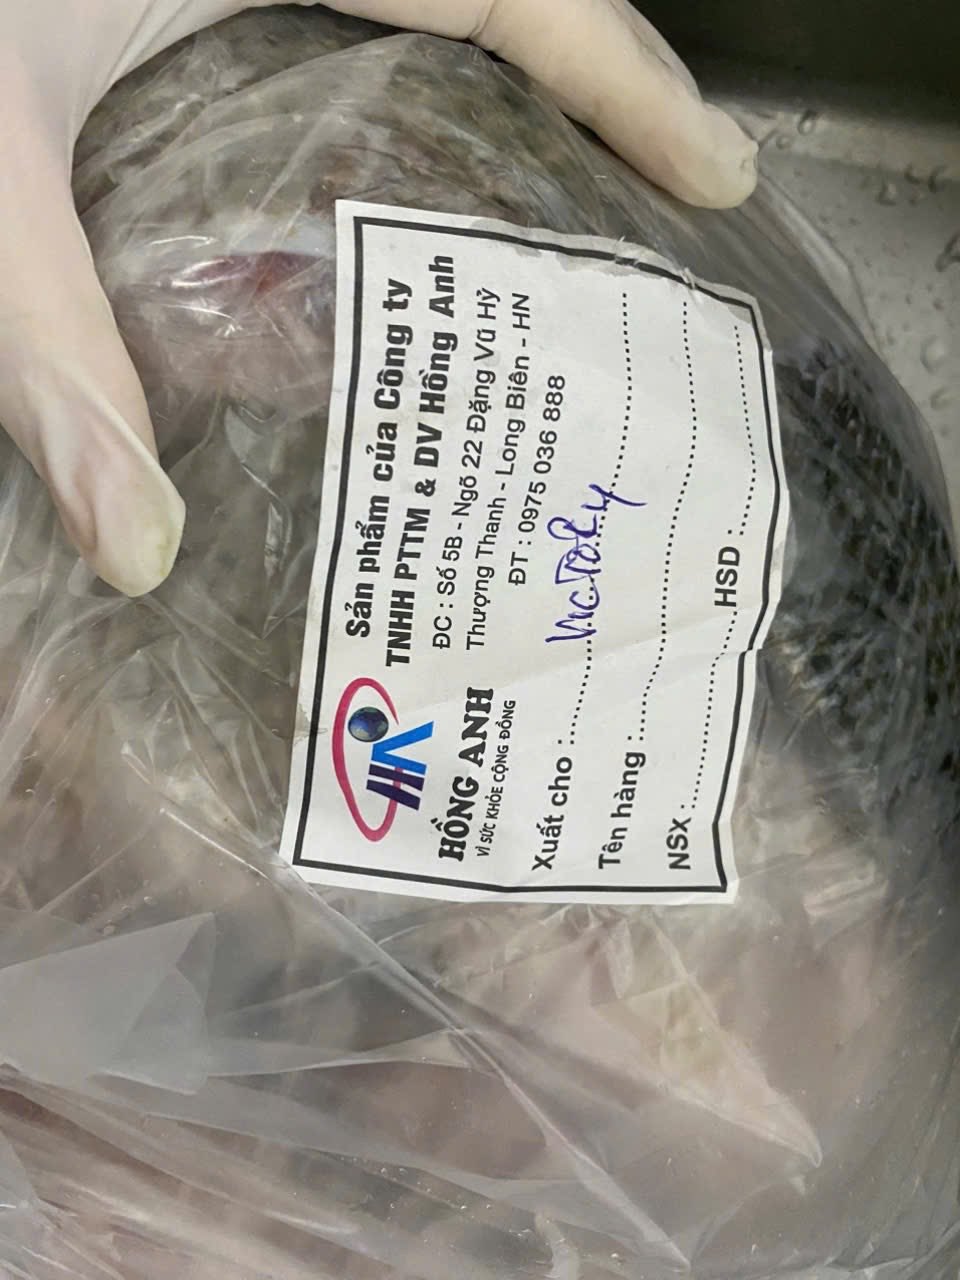 Sản phẩm của Công ty
TNHH PTTM & DV Hồng Anh
ĐC : Số 5B - Ngõ 22 Đặng Vũ Hỷ
Thượng Thanh - Long Biên - HN
ĐT : 0975 036 888
HA
HỒNG ANH
VÌ SỨC KHỎE CỘNG ĐỒNG
Xuất cho : VICTORY
Tên hàng :
NSX : HSD :